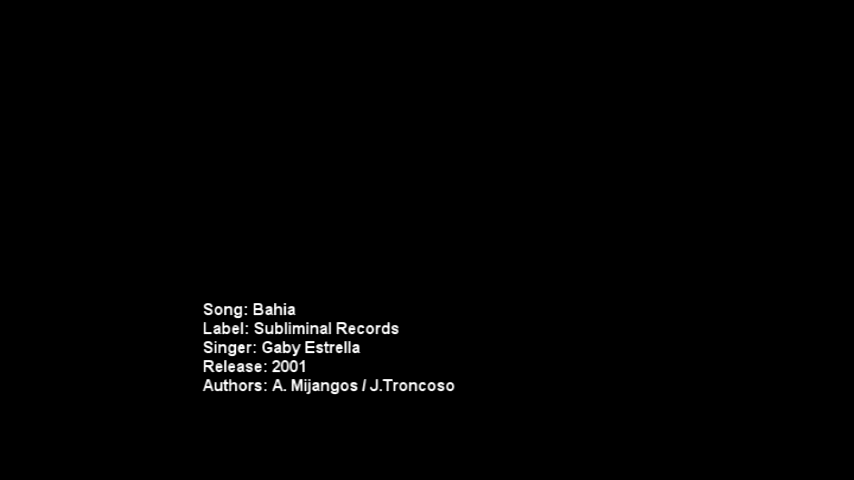 Song: Bahia
Label: Subliminal Records
Singer: Gaby Estrella
Release: 2001
Authors: A. Mijangos / J.Troncoso